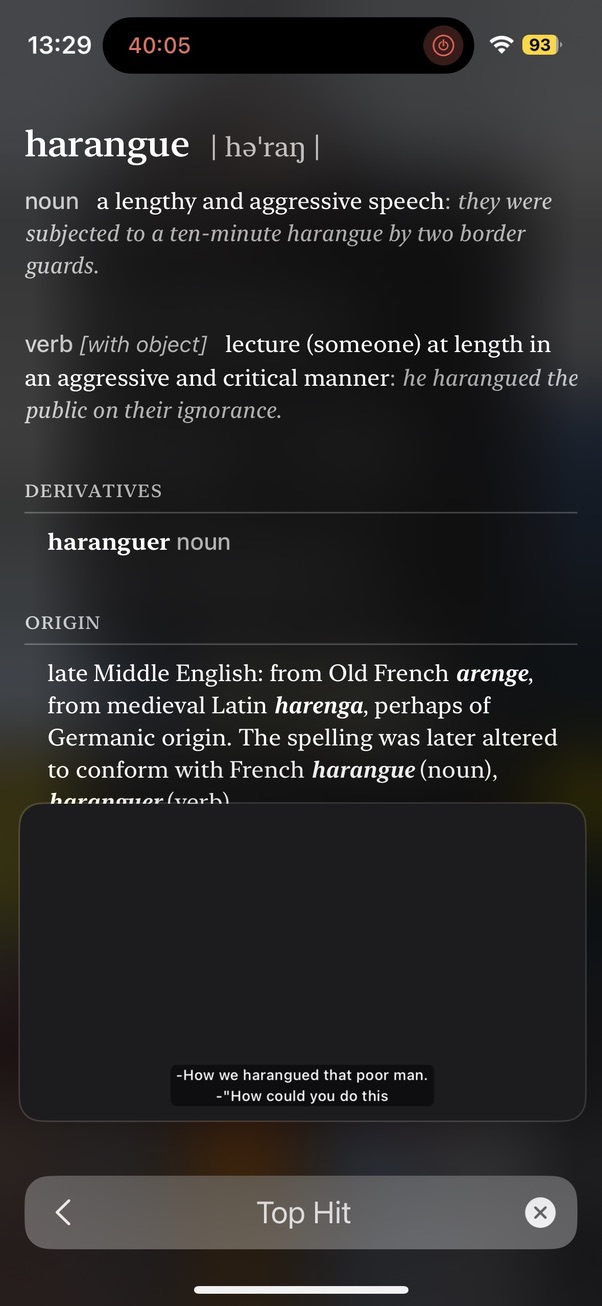 13:29 40:05 93
harangue | hə'raŋ |
noun a lengthy and aggressive speech: they were
subjected to a ten-minute harangue by two border
guards.
verb [with object] lecture (someone) at length in
an aggressive and critical manner: he harangued the
public on their ignorance.
DERIVATIVES
haranguer noun
ORIGIN
late Middle English: from Old French arenge,
from medieval Latin harenga, perhaps of
Germanic origin. The spelling was later altered
to conform with French harangue (noun),
haranguer (verb)
-How we harangued that poor man.
-"How could you do this
Top Hit